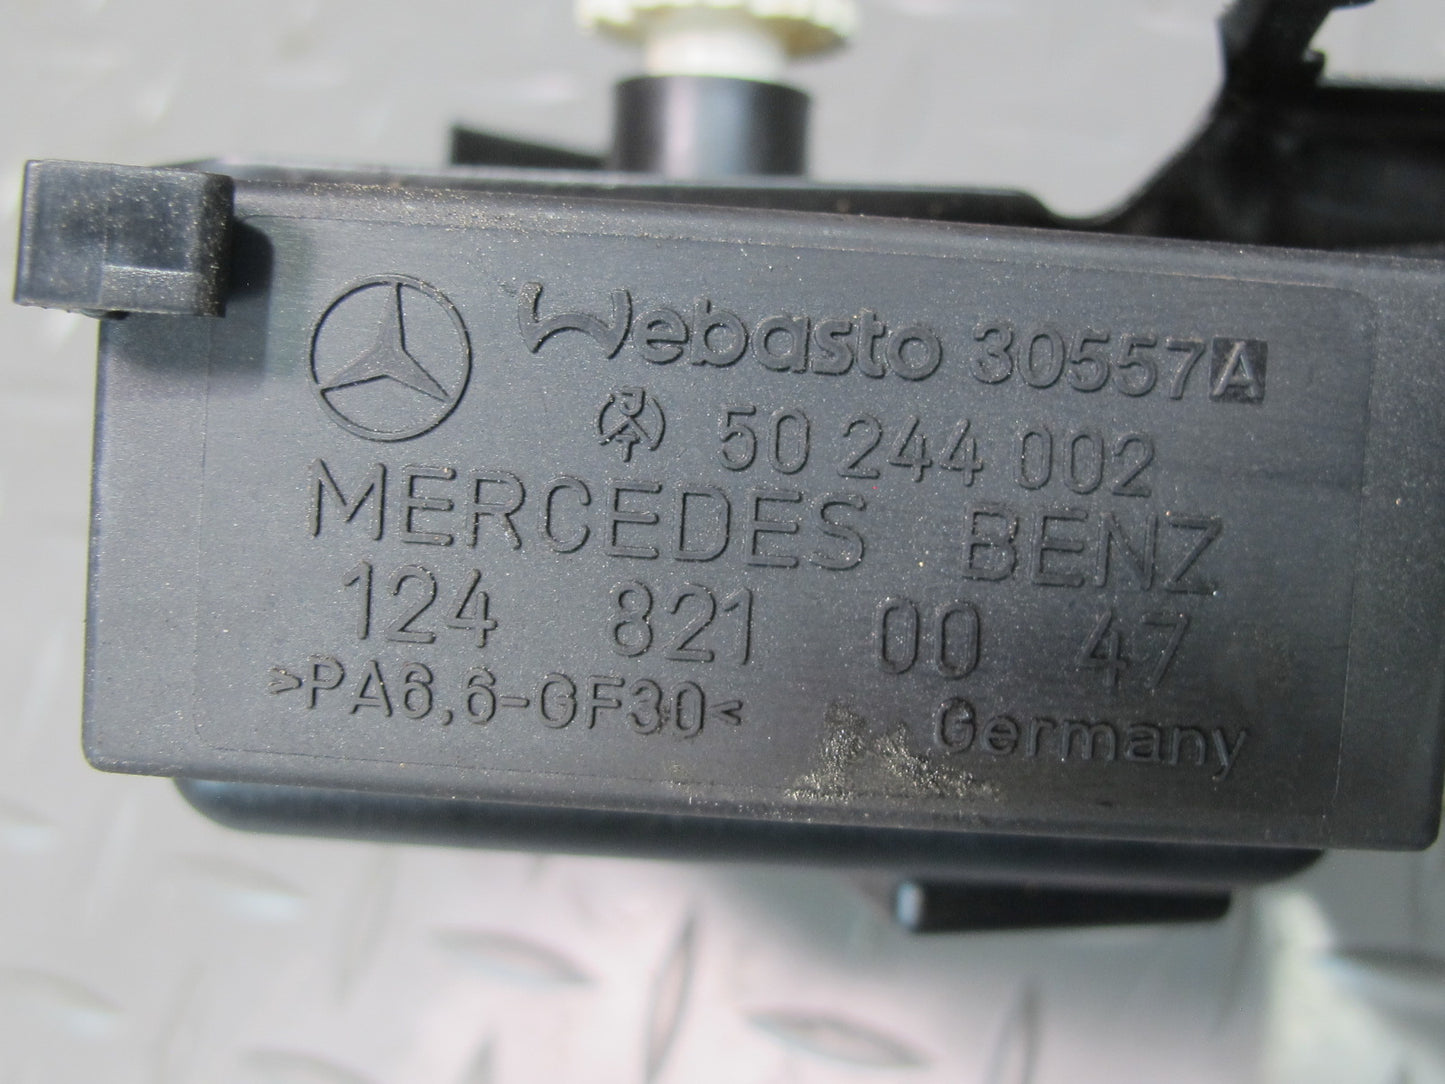 Webasto 30557A
50 244 002
MERCEDES BENZ
124 821 00 47
>PA6,6-GF30<
Germany